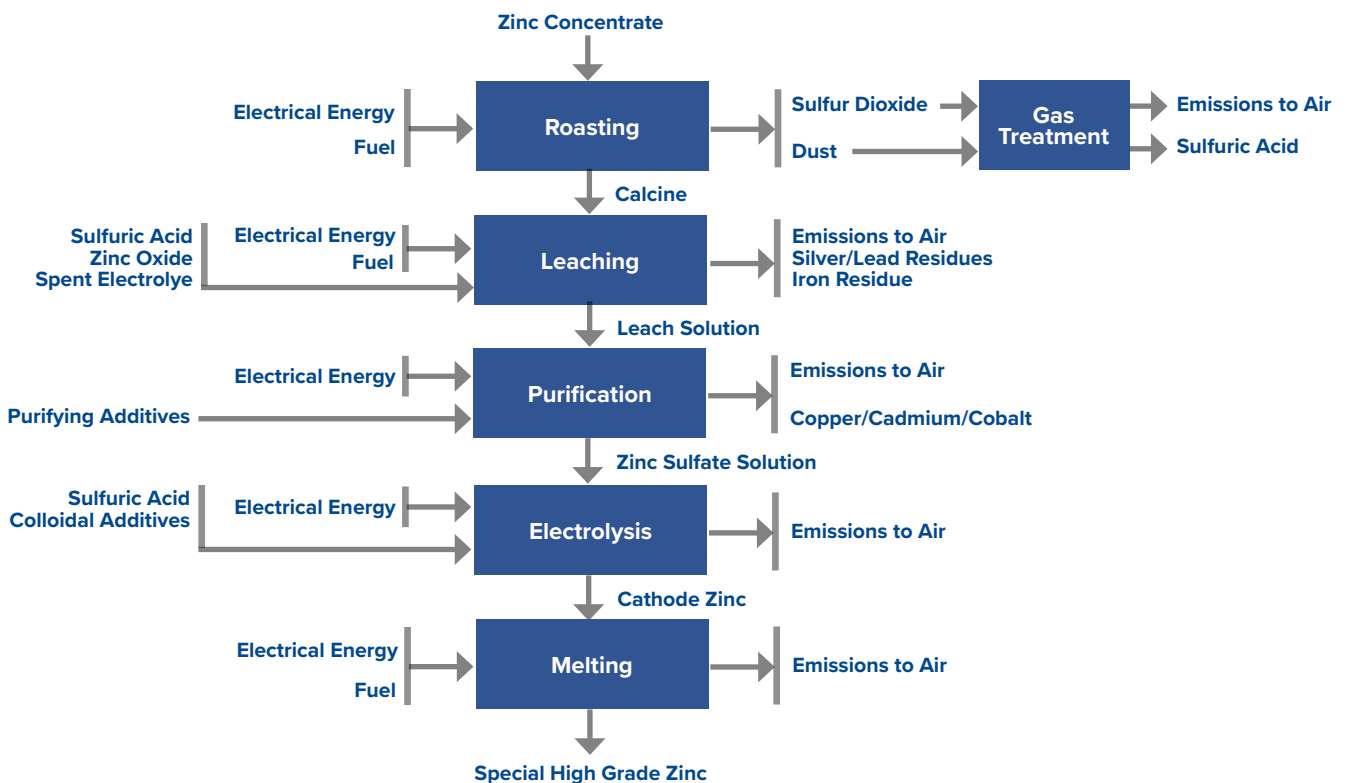 Zinc Concentrate
Electrical Energy
Fuel
Roasting
Sulfur Dioxide
Dust
Gas
Treatment
Emissions to Air
Sulfuric Acid
Calcine
Sulfuric Acid
Zinc Oxide
Spent Electrolye
Electrical Energy
Fuel
Leaching
Emissions to Air
Silver/Lead Residues
Iron Residue
Leach Solution
Electrical Energy
Purifying Additives
Purification
Emissions to Air
Copper/Cadmium/Cobalt
Zinc Sulfate Solution
Sulfuric Acid
Colloidal Additives
Electrical Energy
Electrolysis
Emissions to Air
Cathode Zinc
Electrical Energy
Fuel
Melting
Emissions to Air
Special High Grade Zinc